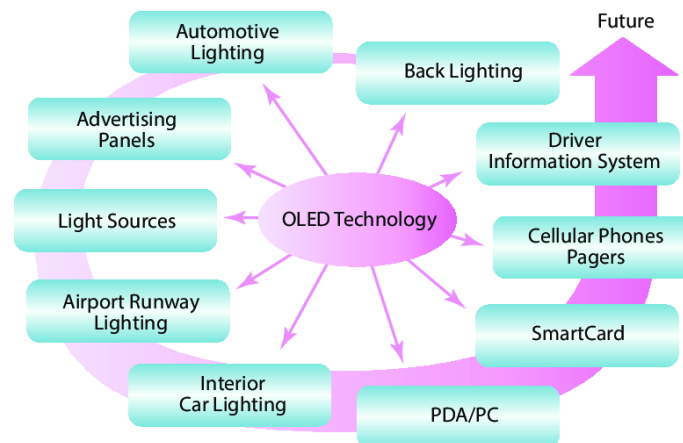 Automotive
Lighting
Future
Back Lighting
Advertising
Panels
Driver
Information System
Light Sources
OLED Technology
Cellular Phones
Pagers
Airport Runway
Lighting
SmartCard
Interior
Car Lighting
PDA/PC